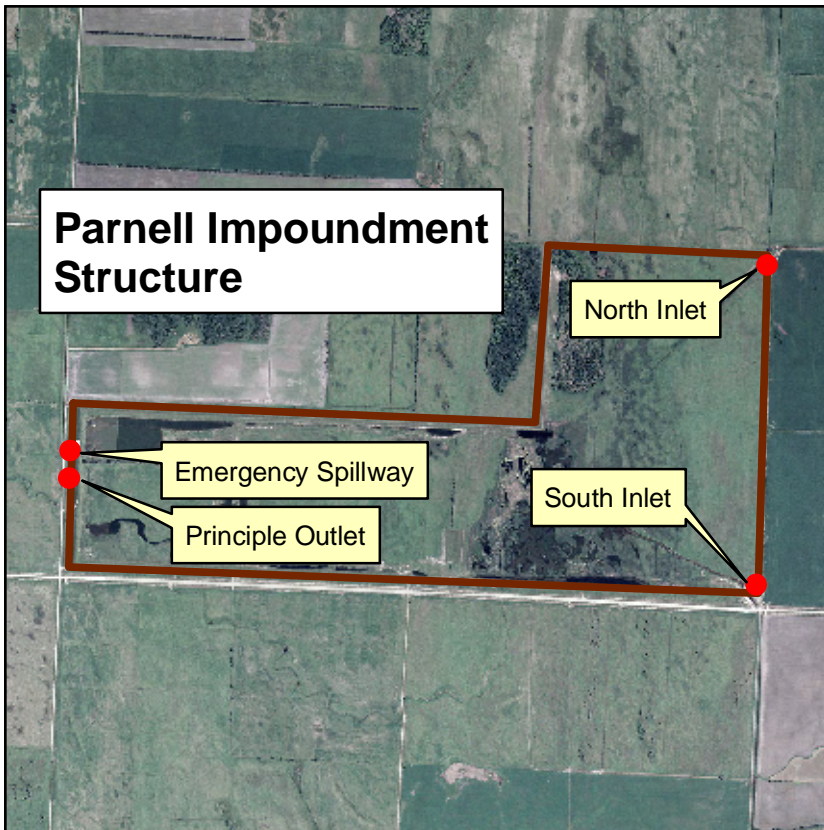 Parnell Impoundment
Structure
North Inlet
Emergency Spillway
South Inlet
Principle Outlet